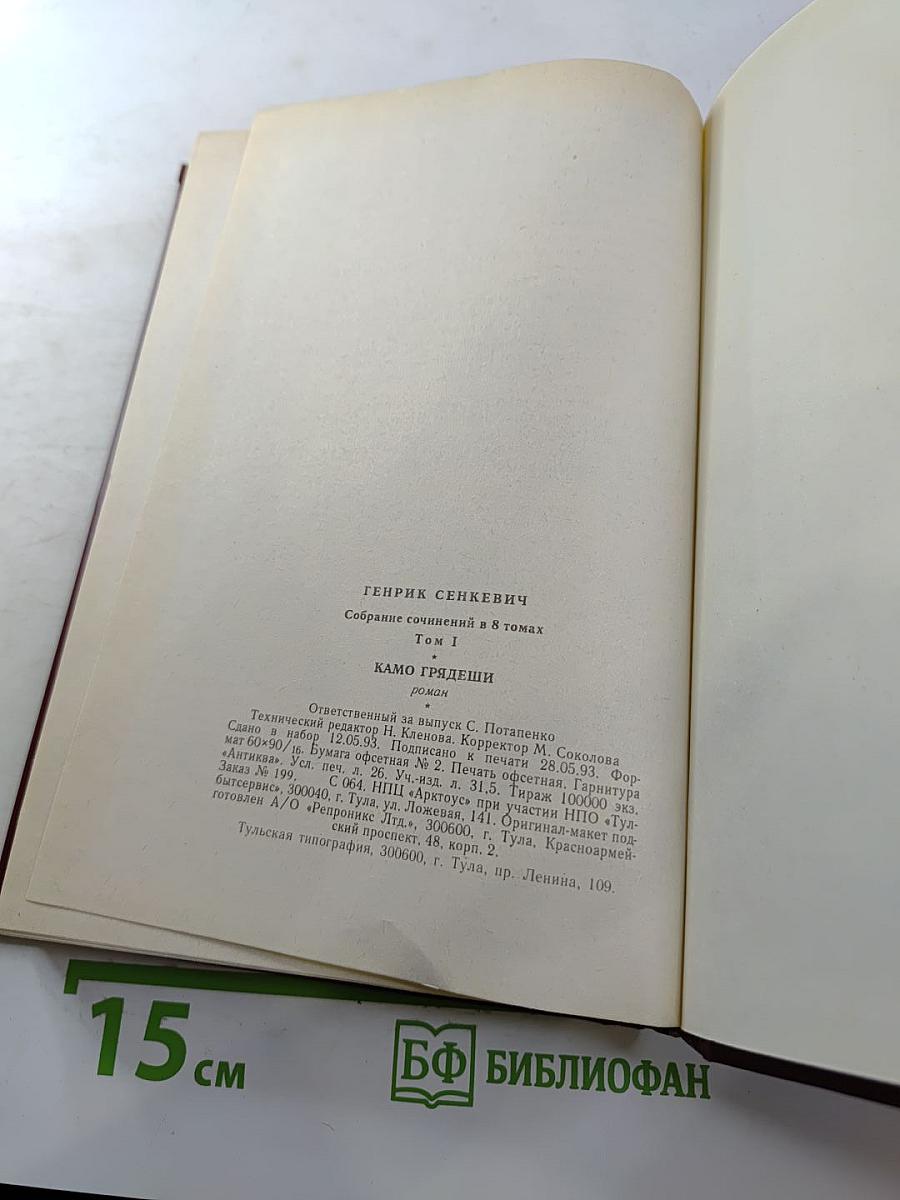 ГЕНРИК СЕНКЕВИЧ
Собрание сочинений в 8 томах
Том I
*
КАМО ГРЯДЕШИ
роман
*
Ответственный за выпуск С. Потапенко
Технический редактор Н. Кленова. Корректор М. Соколова
Сдано в набор 12.05.93. Подписано к печати 28.05.93. Фор-
мат 60×90/16. Бумага офсетная № 2. Печать офсетная. Гарнитура
«Антиква». Усл. печ. л. 26. Уч.-изд. л. 31,5. Тираж 100000 экз.
Заказ № 199. С 064. НПЦ «Арктоус» при участии НПО «Тул-
бытсервис», 300040, г. Тула, ул. Ложевая, 141. Оригинал-макет под-
готовлен А/О «Репроникс Лтд.», 300600, г. Тула, Красноармей-
ский проспект, 48, корп. 2.
Тульская типография, 300600, г. Тула, пр. Ленина, 109.
15 см
БФ БИБЛИОФАН